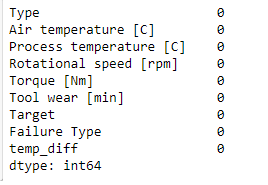 Type 0
Air temperature [C] 0
Process temperature [C] 0
Rotational speed [rpm] 0
Torque [Nm] 0
Tool wear [min] 0
Target 0
Failure Type 0
temp_diff 0
dtype: int64